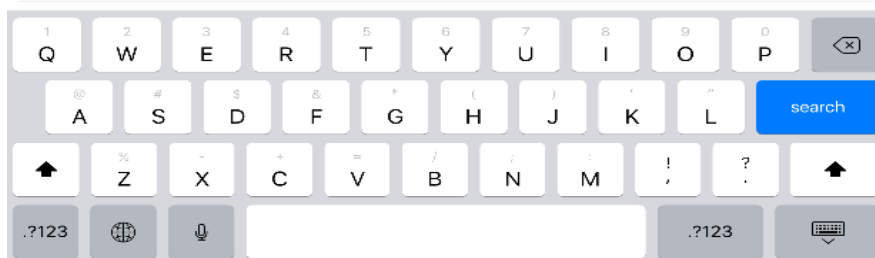 1 2 3 4 5 6 7 8 9 0
Q W E R T Y U I O P
@ # $ & * ( ) ' "
A S D F G H J K L search
% - + = / ; : ! ?
Z X C V B N M , .
.?123 .?123